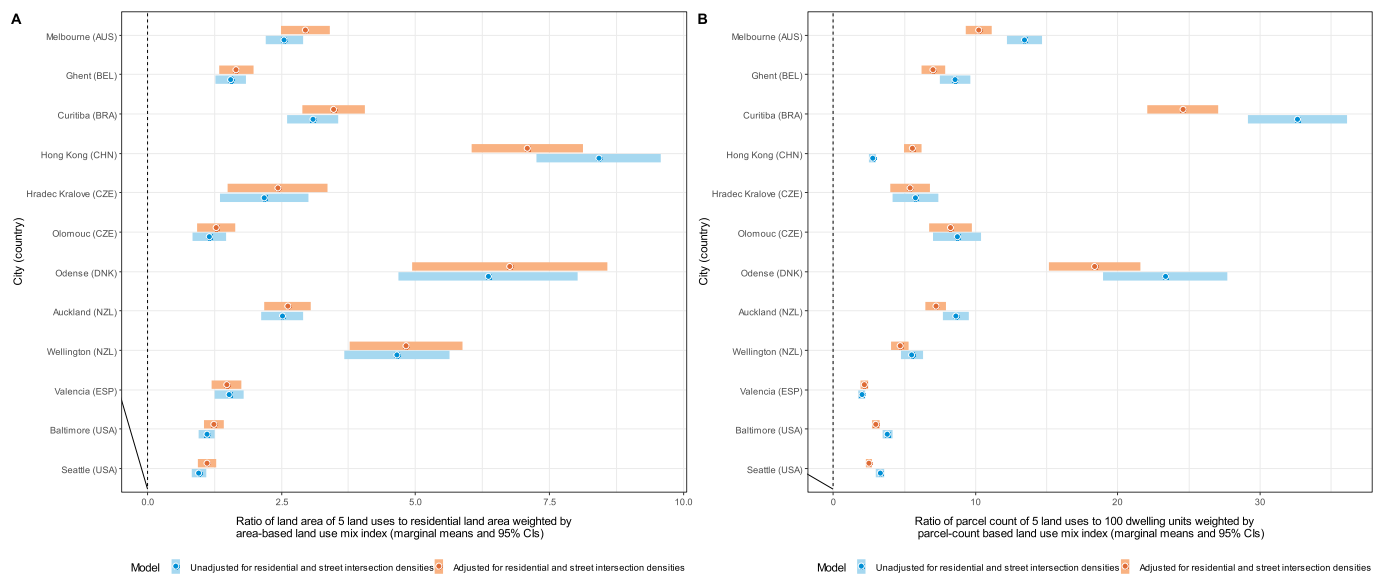 A
City (country)
Melbourne (AUS)
Ghent (BEL)
Curitiba (BRA)
Hong Kong (CHN)
Hradec Kralove (CZE)
Olomouc (CZE)
Odense (DNK)
Auckland (NZL)
Wellington (NZL)
Valencia (ESP)
Baltimore (USA)
Seattle (USA)
0.0 2.5 5.0 7.5 10.0
Ratio of land area of 5 land uses to residential land area weighted by
area-based land use mix index (marginal means and 95% CIs)
Model Unadjusted for residential and street intersection densities Adjusted for residential and street intersection densities
B
City (country)
Melbourne (AUS)
Ghent (BEL)
Curitiba (BRA)
Hong Kong (CHN)
Hradec Kralove (CZE)
Olomouc (CZE)
Odense (DNK)
Auckland (NZL)
Wellington (NZL)
Valencia (ESP)
Baltimore (USA)
Seattle (USA)
0 10 20 30
Ratio of parcel count of 5 land uses to 100 dwelling units weighted by
parcel-count based land use mix index (marginal means and 95% CIs)
Model Unadjusted for residential and street intersection densities Adjusted for residential and street intersection densities